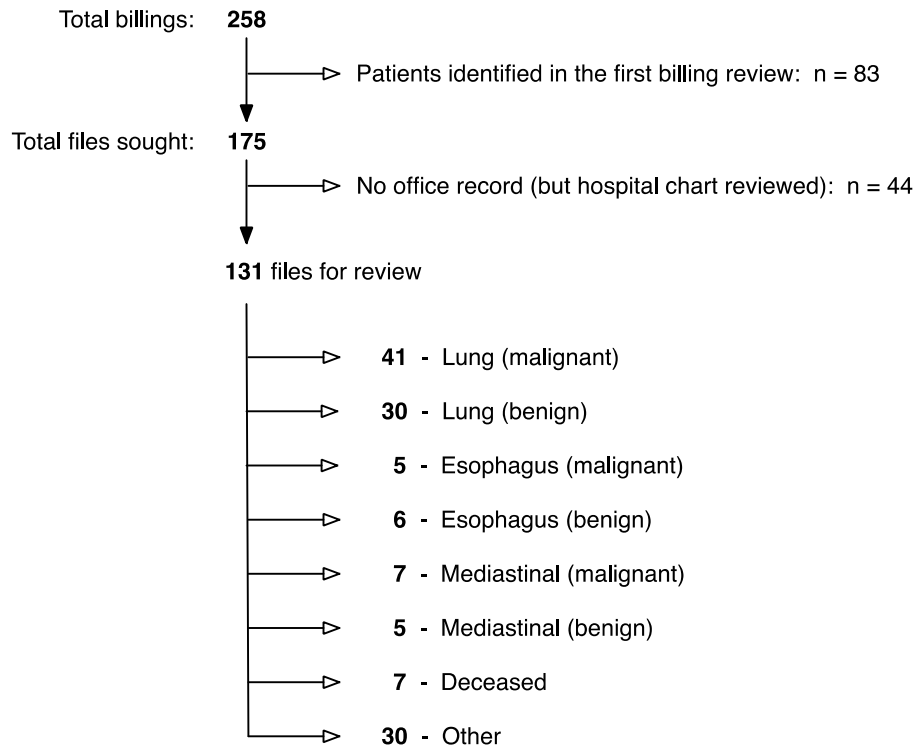 Total billings: 258
Patients identified in the first billing review: n = 83
Total files sought: 175
No office record (but hospital chart reviewed): n = 44
131 files for review
41 - Lung (malignant)
30 - Lung (benign)
5 - Esophagus (malignant)
6 - Esophagus (benign)
7 - Mediastinal (malignant)
5 - Mediastinal (benign)
7 - Deceased
30 - Other